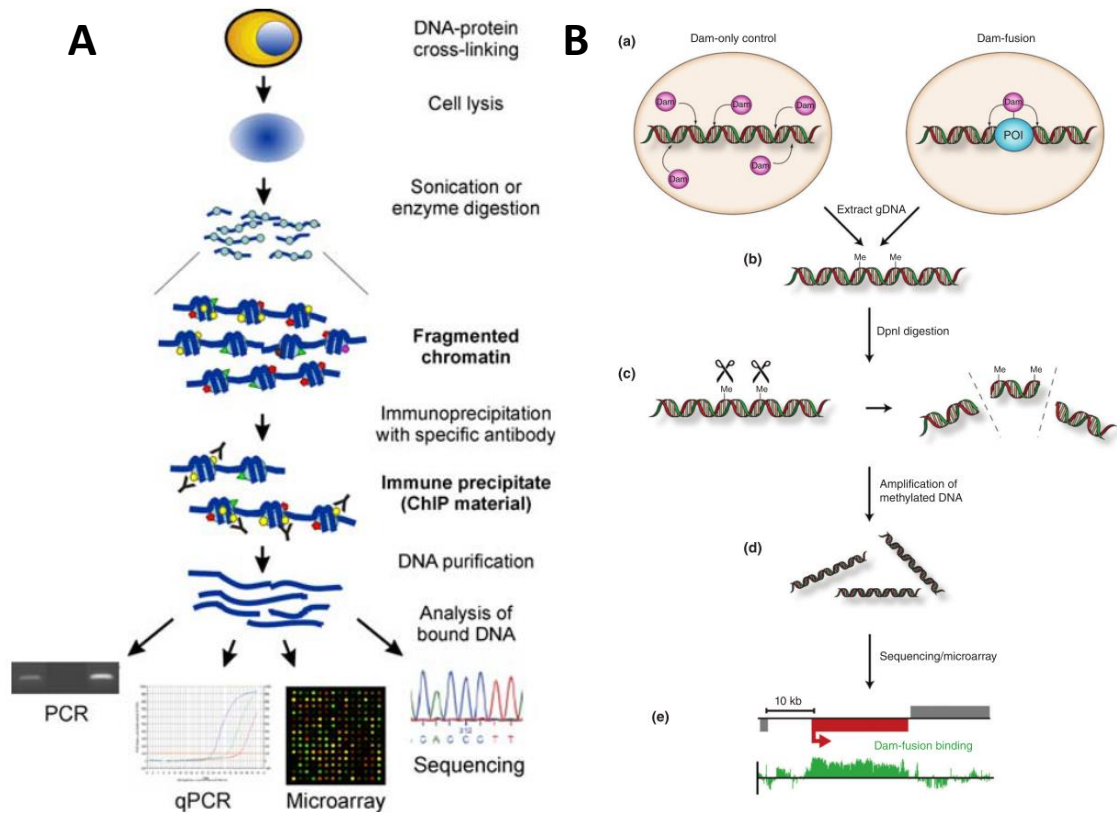 A
DNA-protein
cross-linking
Cell lysis
Sonication or
enzyme digestion
Fragmented
chromatin
Immunoprecipitation
with specific antibody
Immune precipitate
(ChIP material)
DNA purification
Analysis of
bound DNA
PCR
qPCR
Microarray
312
G A G C G T T
Sequencing
B
(a)
Dam-only control
Dam-fusion
Dam
Dam
Dam
Dam
Dam
Dam
POI
Extract gDNA
(b)
Me
Me
DpnI digestion
(c)
Me
Me
Me
Me
Amplification of
methylated DNA
(d)
Sequencing/microarray
(e)
10 kb
Dam-fusion binding